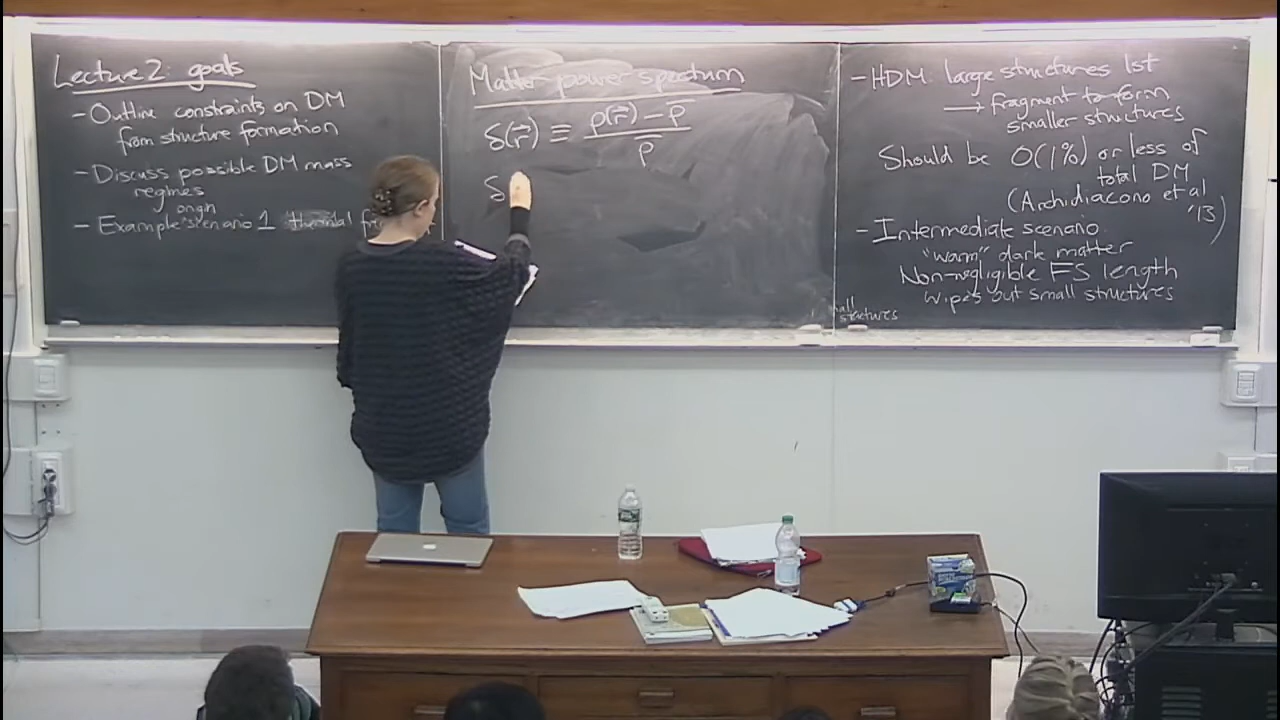 Lecture 2: goals
- Outline constraints on DM
from structure formation
- Discuss possible DM mass
regimes
origin
- Example scenario 1 thermal
Matter power spectrum
δ(r⃗) ≡ ρ(r⃗) - ρ̄ / ρ̄
δ
- HDM: large structures 1st
→ fragment to form
smaller structures
Should be O(1%) or less of
total DM
(Archidiacono et al
'13)
- Intermediate scenario:
"warm" dark matter
Non-negligible FS length
wipes out small structures
structures